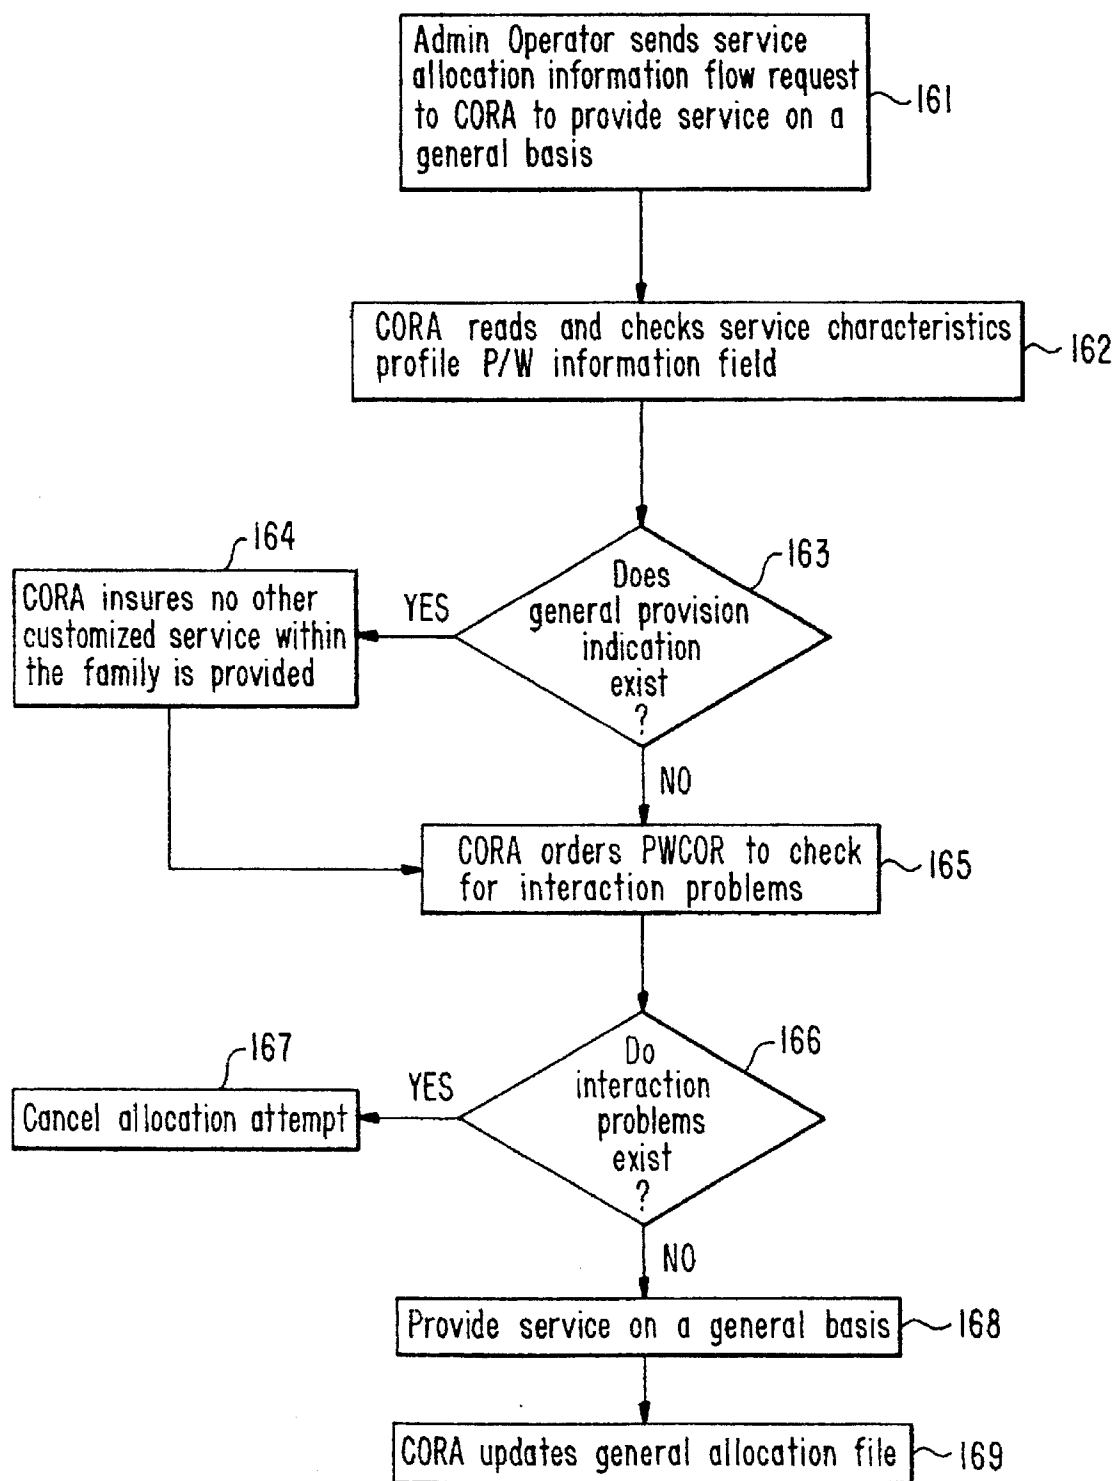 Admin Operator sends service
allocation information flow request
to CORA to provide service on a
general basis
161
CORA reads and checks service characteristics
profile P/W information field
162
164
CORA insures no other
customized service within
the family is provided
YES
163
Does
general provision
indication
exist
?
NO
CORA orders PWCOR to check
for interaction problems
165
167
Cancel allocation attempt
YES
166
Do
interaction
problems
exist
?
NO
Provide service on a general basis
168
CORA updates general allocation file
169